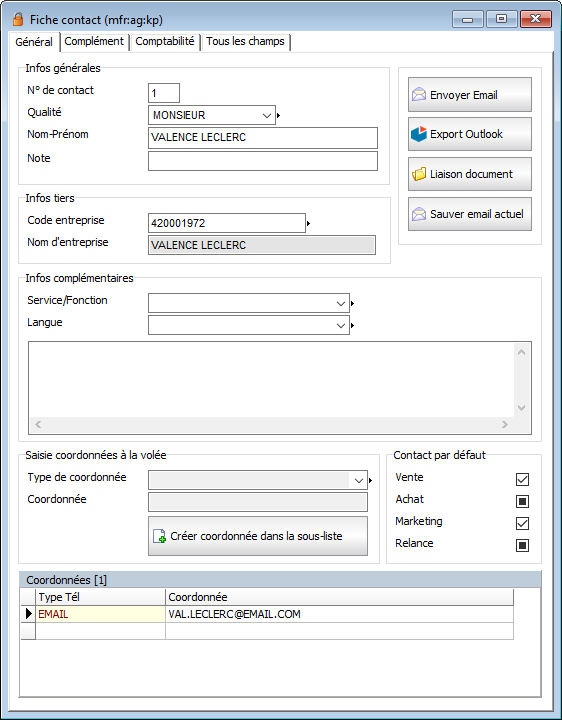 Fiche contact (mfr:ag:kp)
Général Complément Comptabilité Tous les champs
Infos générales
N° de contact 1
Qualité MONSIEUR
Nom-Prénom VALENCE LECLERC
Note
Envoyer Email
Export Outlook
Liaison document
Sauver email actuel
Infos tiers
Code entreprise 420001972
Nom d'entreprise VALENCE LECLERC
Infos complémentaires
Service/Fonction
Langue
Saisie coordonnées à la volée
Type de coordonnée
Coordonnée
Créer coordonnée dans la sous-liste
Contact par défaut
Vente
Achat
Marketing
Relance
Coordonnées [1]
Type Tél Coordonnée
EMAIL VAL.LECLERC@EMAIL.COM